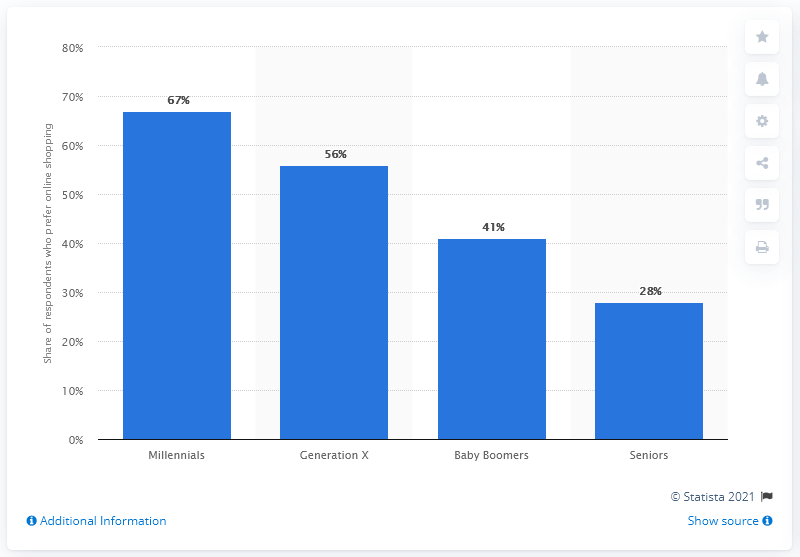 80%
70%
60%
50%
40%
30%
20%
10%
0%
Share of respondents who prefer online shopping
67%
56%
41%
28%
Millennials
Generation X
Baby Boomers
Seniors
© Statista 2021
Additional Information
Show source